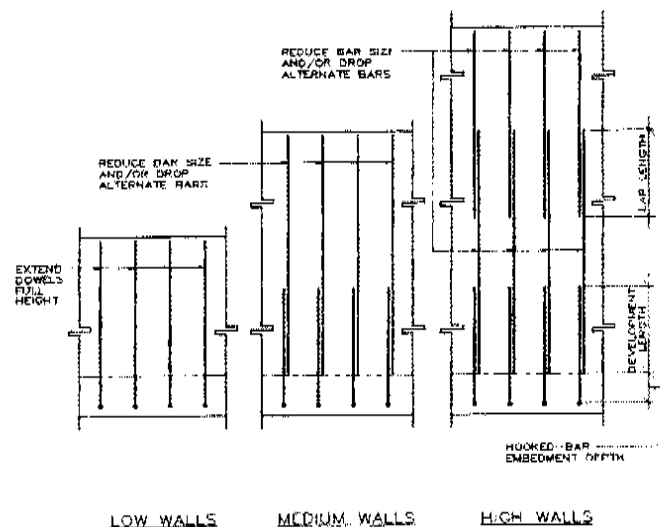 REDUCE BAR SIZE
AND/OR DROP
ALTERNATE BARS
REDUCE BAR SIZE
AND/OR DROP
ALTERNATE BARS
EXTEND
DOWELS
FULL
HEIGHT
LAP LENGTH
DEVELOPMENT
LENGTH
HOOKED-BAR
EMBEDMENT DEPTH
LOW WALLS
MEDIUM WALLS
HIGH WALLS